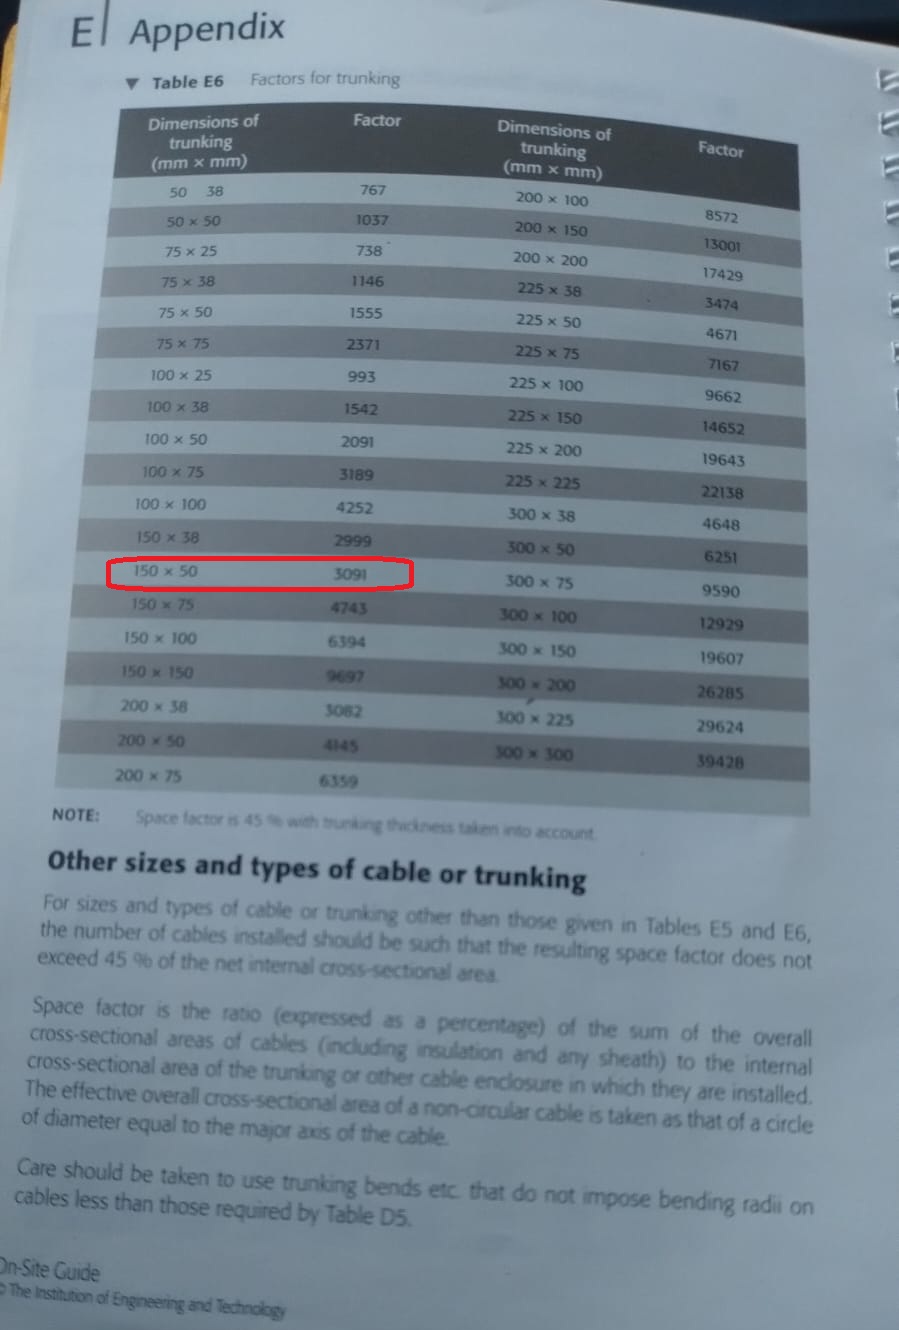 E Appendix
▼ Table E6 Factors for trunking
Dimensions of trunking (mm × mm) Factor Dimensions of trunking (mm × mm) Factor
50 38 767 200 × 100 8572
50 × 50 1037 200 × 150 13001
75 × 25 738 200 × 200 17429
75 × 38 1146 225 × 38 3474
75 × 50 1555 225 × 50 4671
75 × 75 2371 225 × 75 7167
100 × 25 993 225 × 100 9662
100 × 38 1542 225 × 150 14652
100 × 50 2091 225 × 200 19643
100 × 75 3189 225 × 225 22138
100 × 100 4252 300 × 38 4648
150 × 38 2999 300 × 50 6251
150 × 50 3091 300 × 75 9590
150 × 75 4743 300 × 100 12929
150 × 100 6394 300 × 150 19607
150 × 150 9697 300 × 200 26285
200 × 38 3082 300 × 225 29624
200 × 50 4145 300 × 300 39428
200 × 75 6359
NOTE: Space factor is 45 % with trunking thickness taken into account.
Other sizes and types of cable or trunking
For sizes and types of cable or trunking other than those given in Tables E5 and E6,
the number of cables installed should be such that the resulting space factor does not
exceed 45 % of the net internal cross-sectional area.
Space factor is the ratio (expressed as a percentage) of the sum of the overall
cross-sectional areas of cables (including insulation and any sheath) to the internal
cross-sectional area of the trunking or other cable enclosure in which they are installed.
The effective overall cross-sectional area of a non-circular cable is taken as that of a circle
of diameter equal to the major axis of the cable.
Care should be taken to use trunking bends etc. that do not impose bending radii on
cables less than those required by Table D5.
On-Site Guide
© The Institution of Engineering and Technology